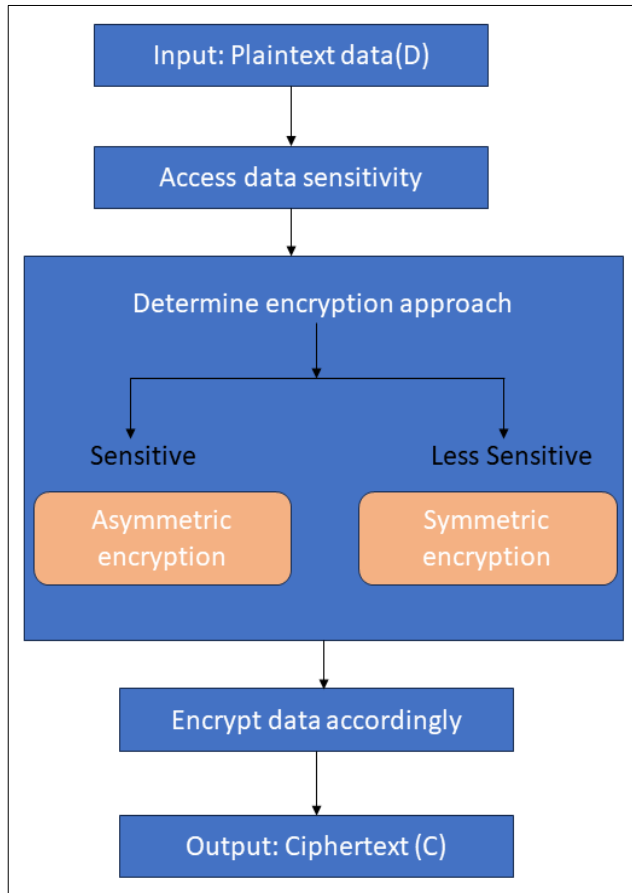 Input: Plaintext data(D)
Access data sensitivity
Determine encryption approach
Sensitive
Less Sensitive
Asymmetric
encryption
Symmetric
encryption
Encrypt data accordingly
Output: Ciphertext (C)